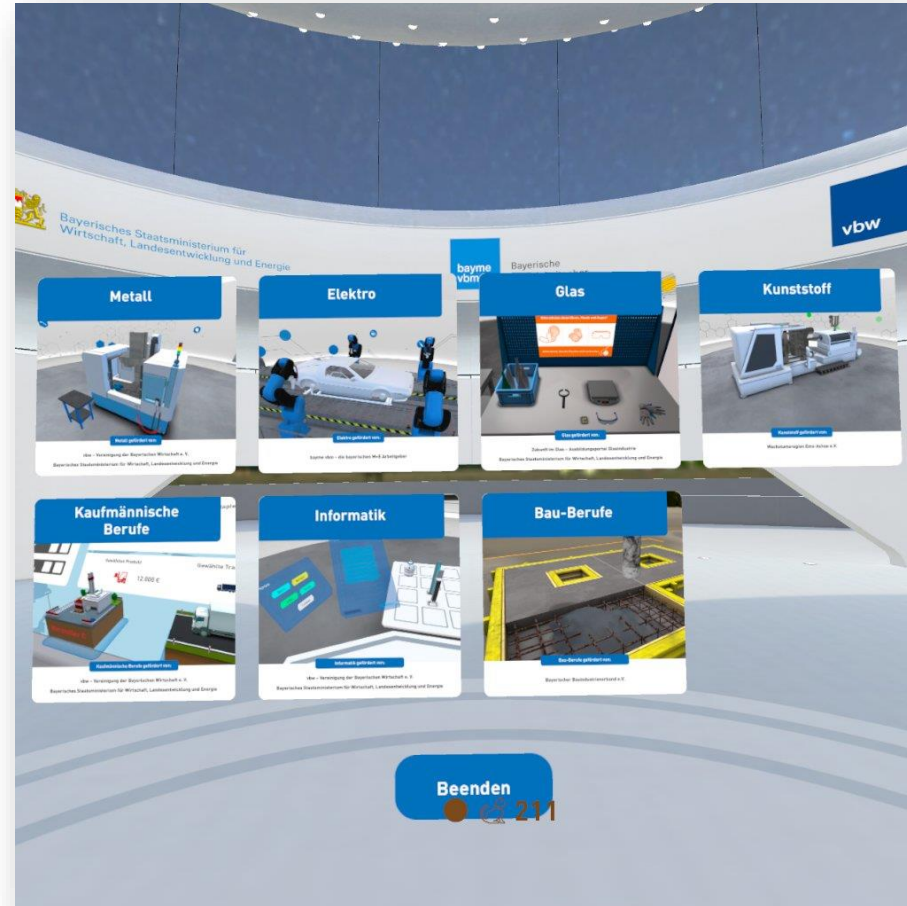 Bayerisches Staatsministerium für
Wirtschaft, Landesentwicklung und Energie
bayme
vbm
Bayerische
vbw
Metall
Elektro
Glas
Kunststoff
Metall gefördert von:
Elektro gefördert von:
Glas gefördert von:
Kunststoff gefördert von:
vbw – Vereinigung der Bayerischen Wirtschaft e. V.
Bayerisches Staatsministerium für Wirtschaft, Landesentwicklung und Energie
bayme vbm – die bayerischen M+E Arbeitgeber
Zukunft im Glas – Ausbildungsportal Glasindustrie
Bayerisches Staatsministerium für Wirtschaft, Landesentwicklung und Energie
Kaufmännische
Berufe
Informatik
Bau-Berufe
12.000 €
Kaufmännische Berufe gefördert von:
Informatik gefördert von:
Bau-Berufe gefördert von:
vbw – Vereinigung der Bayerischen Wirtschaft e. V.
Bayerisches Staatsministerium für Wirtschaft, Landesentwicklung und Energie
vbw – Vereinigung der Bayerischen Wirtschaft e. V.
Bayerisches Staatsministerium für Wirtschaft, Landesentwicklung und Energie
Bayerischer Bauindustrieverband e.V.
Beenden
211